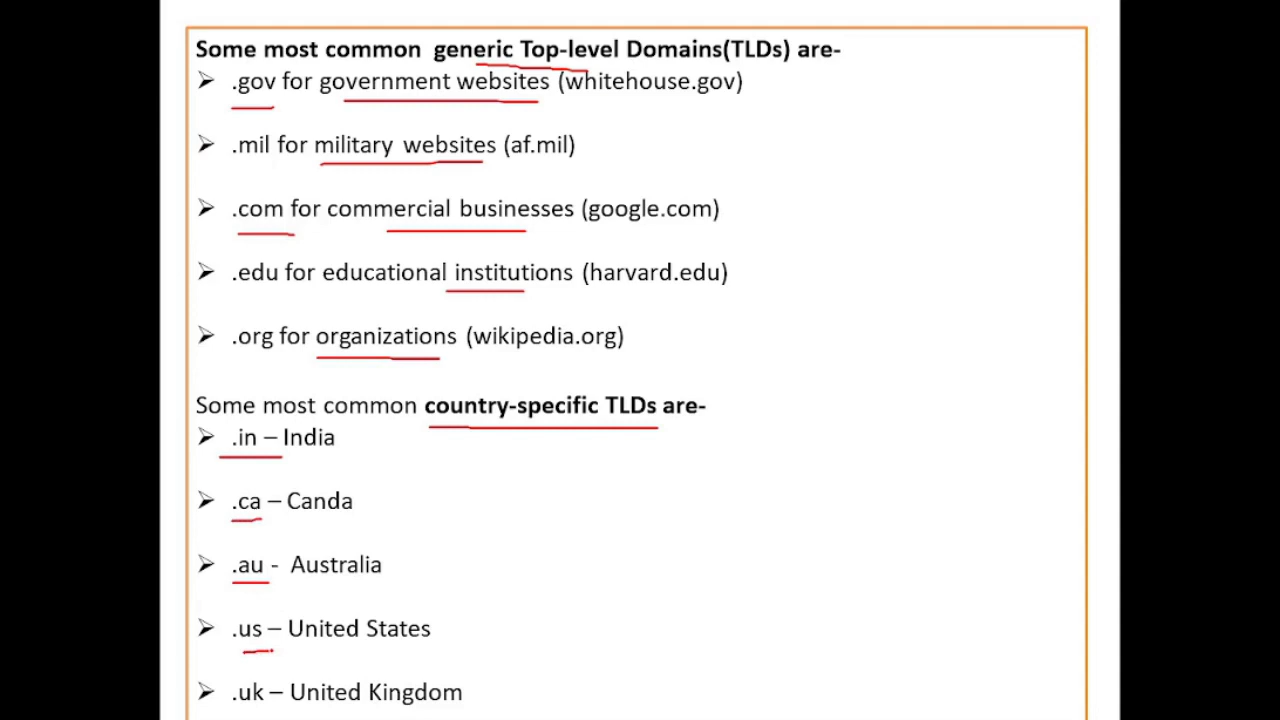 Some most common generic Top-level Domains(TLDs) are-
➢ .gov for government websites (whitehouse.gov)
➢ .mil for military websites (af.mil)
➢ .com for commercial businesses (google.com)
➢ .edu for educational institutions (harvard.edu)
➢ .org for organizations (wikipedia.org)
Some most common country-specific TLDs are-
➢ .in – India
➢ .ca – Canda
➢ .au - Australia
➢ .us – United States
➢ .uk – United Kingdom